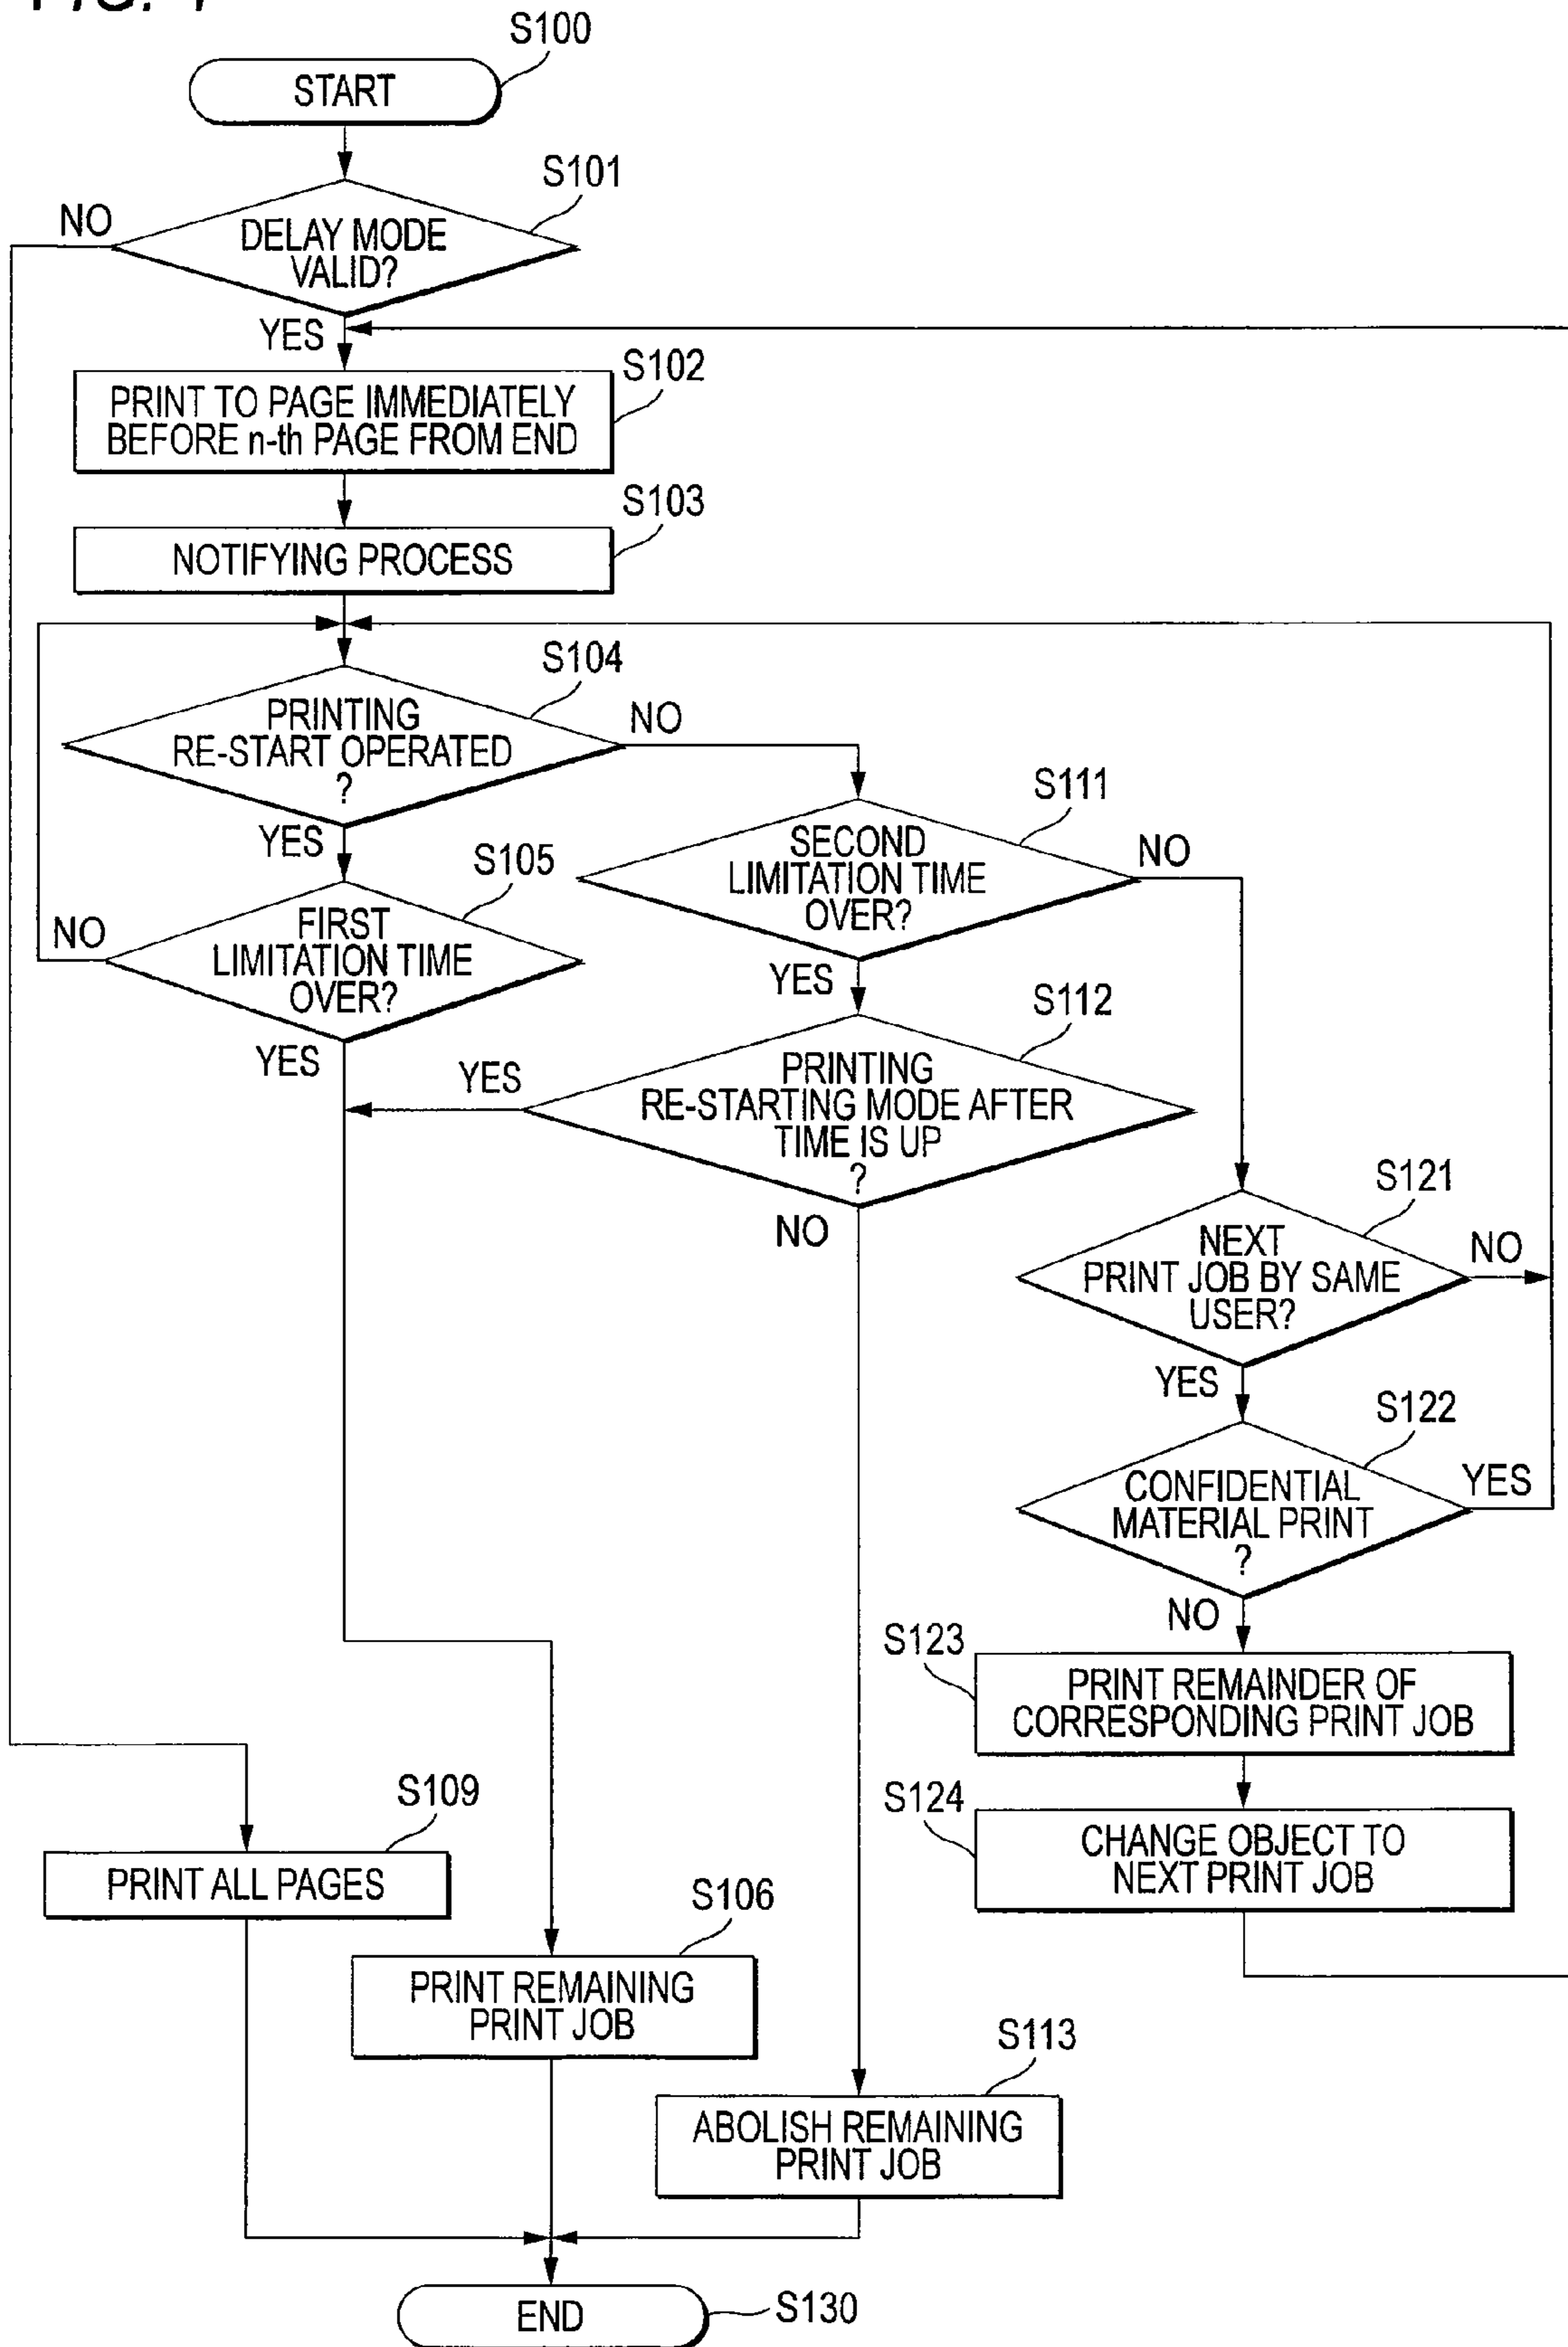 S100
START
S101
NO
DELAY MODE
VALID?
YES
S102
PRINT TO PAGE IMMEDIATELY
BEFORE n-th PAGE FROM END
S103
NOTIFYING PROCESS
S104
PRINTING
RE-START OPERATED
?
NO
YES
S111
SECOND
LIMITATION TIME
OVER?
NO
YES
S105
FIRST
LIMITATION TIME
OVER?
NO
YES
S112
PRINTING
RE-STARTING MODE AFTER
TIME IS UP
?
YES
NO
S121
NEXT
PRINT JOB BY SAME
USER?
NO
YES
S122
CONFIDENTIAL
MATERIAL PRINT
?
YES
NO
S123
PRINT REMAINDER OF
CORRESPONDING PRINT JOB
S124
CHANGE OBJECT TO
NEXT PRINT JOB
S109
PRINT ALL PAGES
S106
PRINT REMAINING
PRINT JOB
S113
ABOLISH REMAINING
PRINT JOB
END
S130